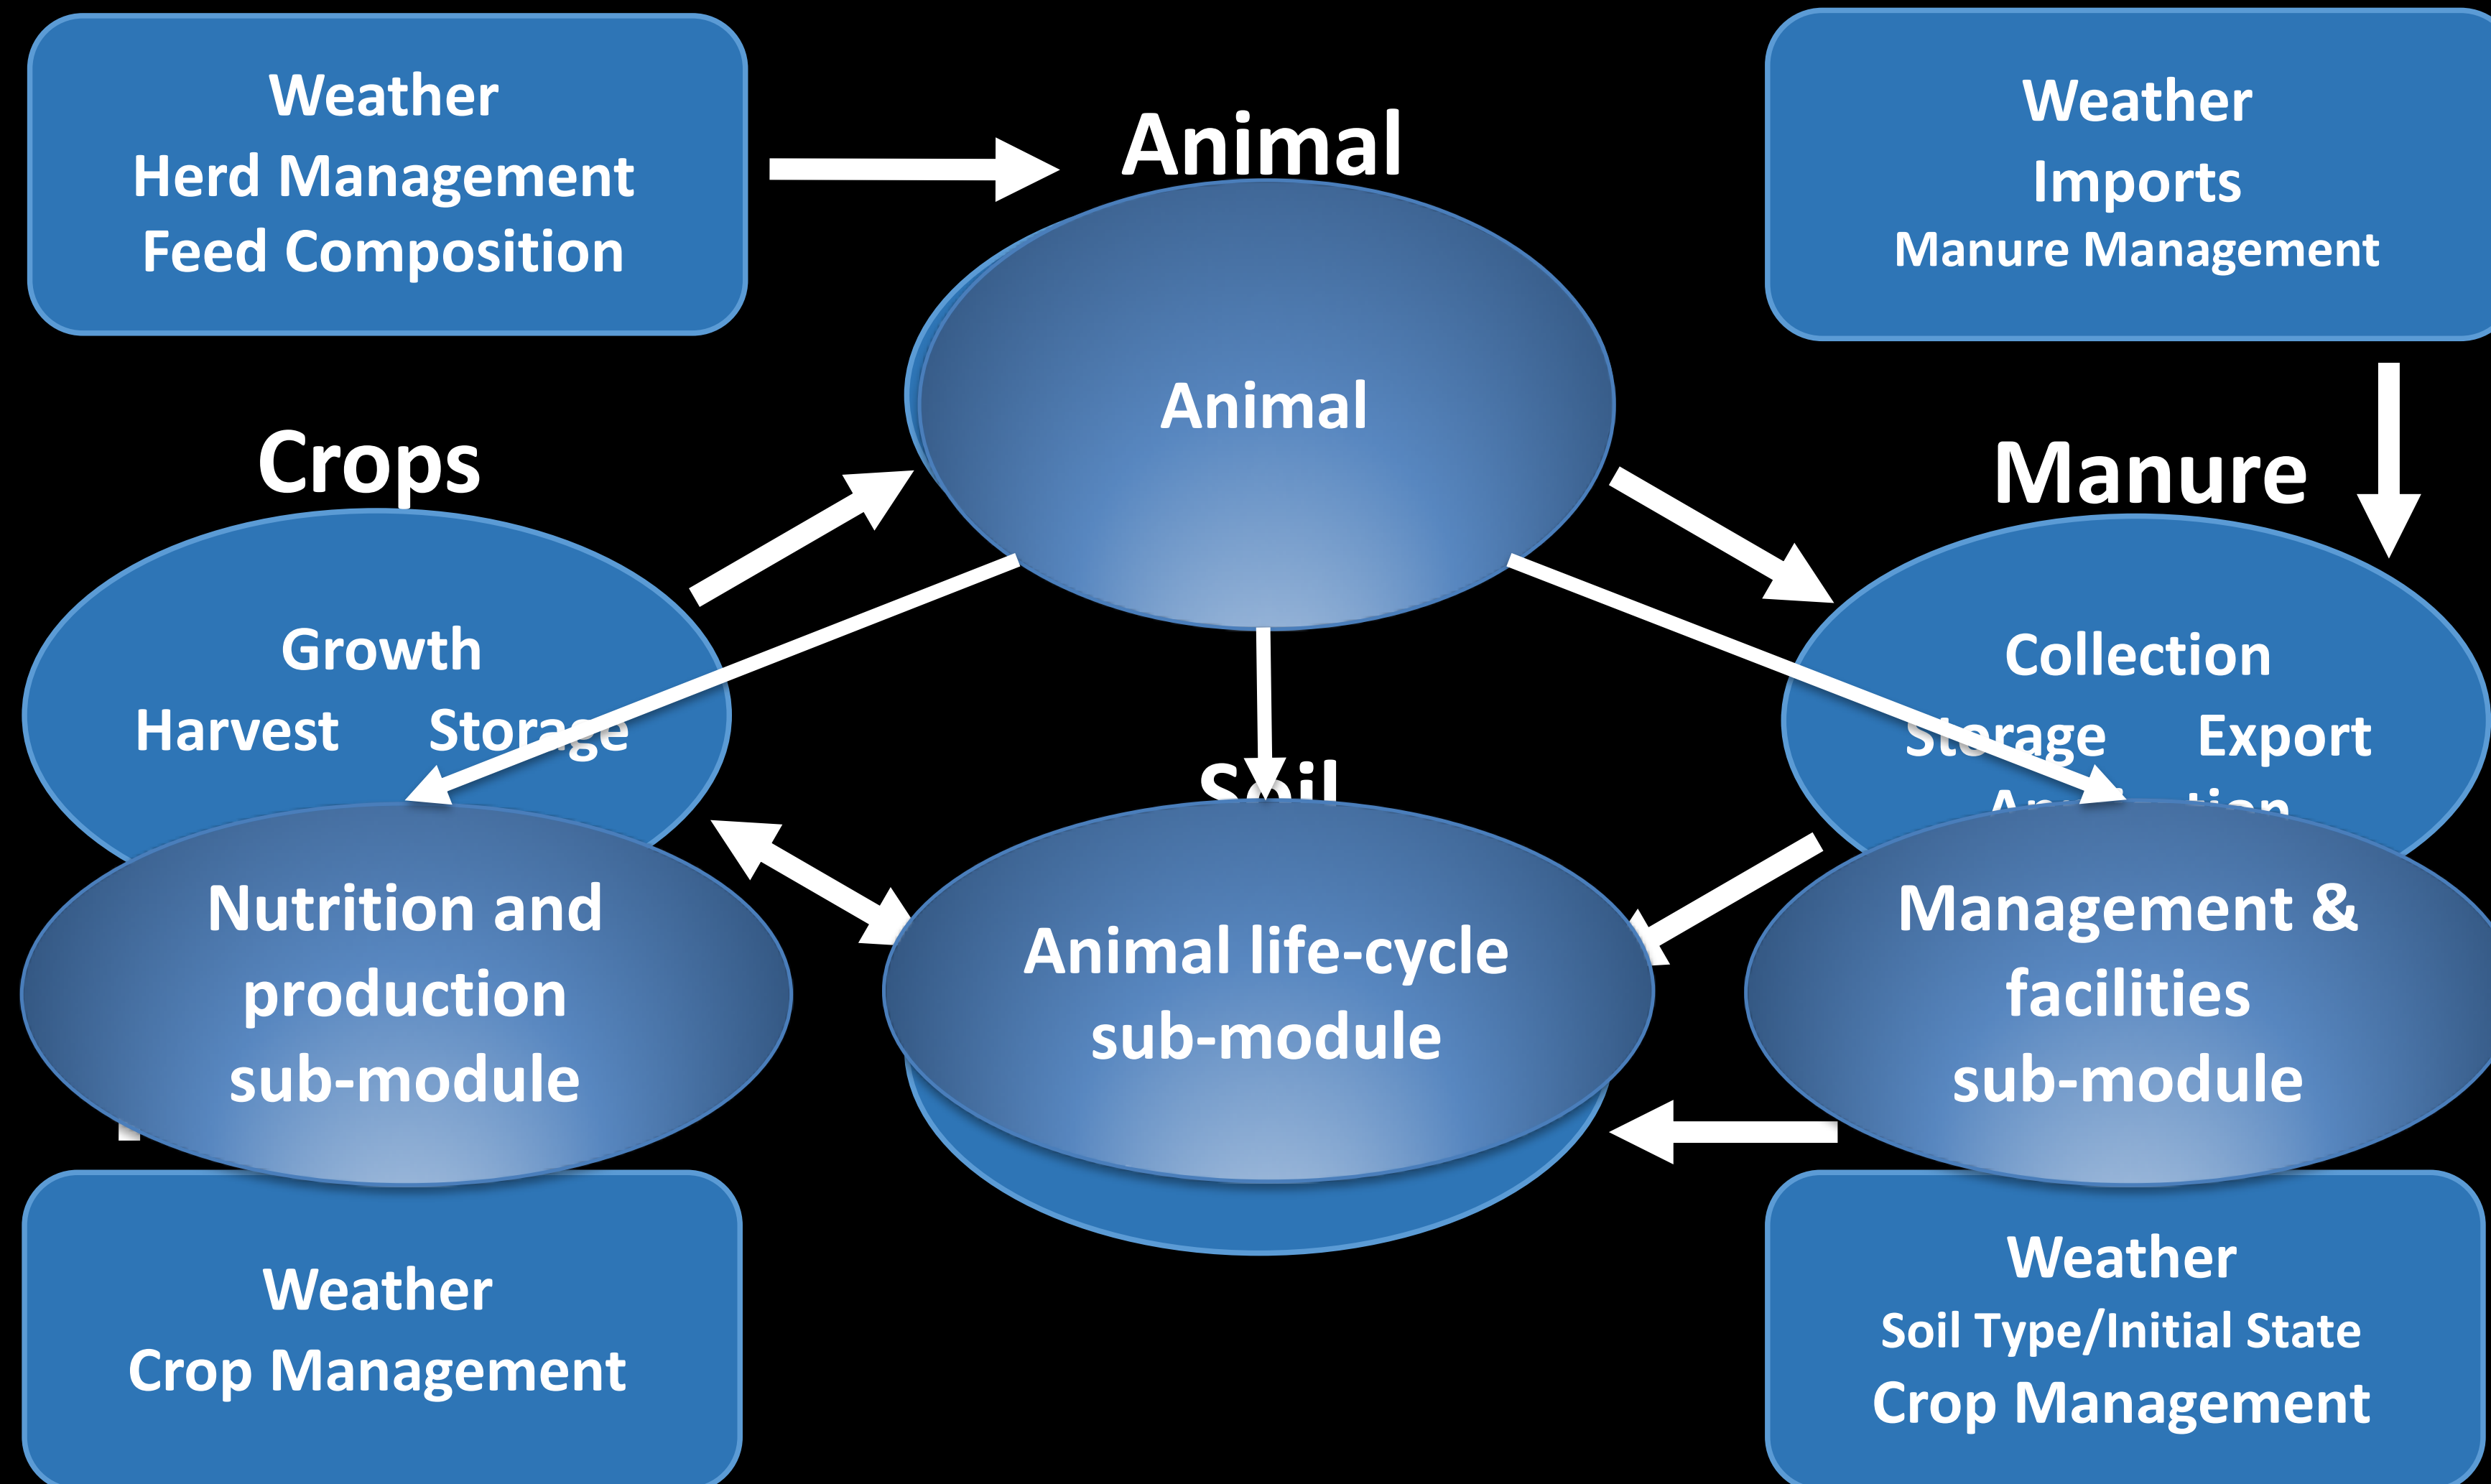 Weather
Herd Management
Feed Composition
Animal
Weather
Imports
Manure Management
Animal
Crops
Manure
Growth
Harvest Storage
Collection
Storage Export
Soil
Nutrition and
production
sub-module
Animal life-cycle
sub-module
Management &
facilities
sub-module
Weather
Crop Management
Weather
Soil Type/Initial State
Crop Management